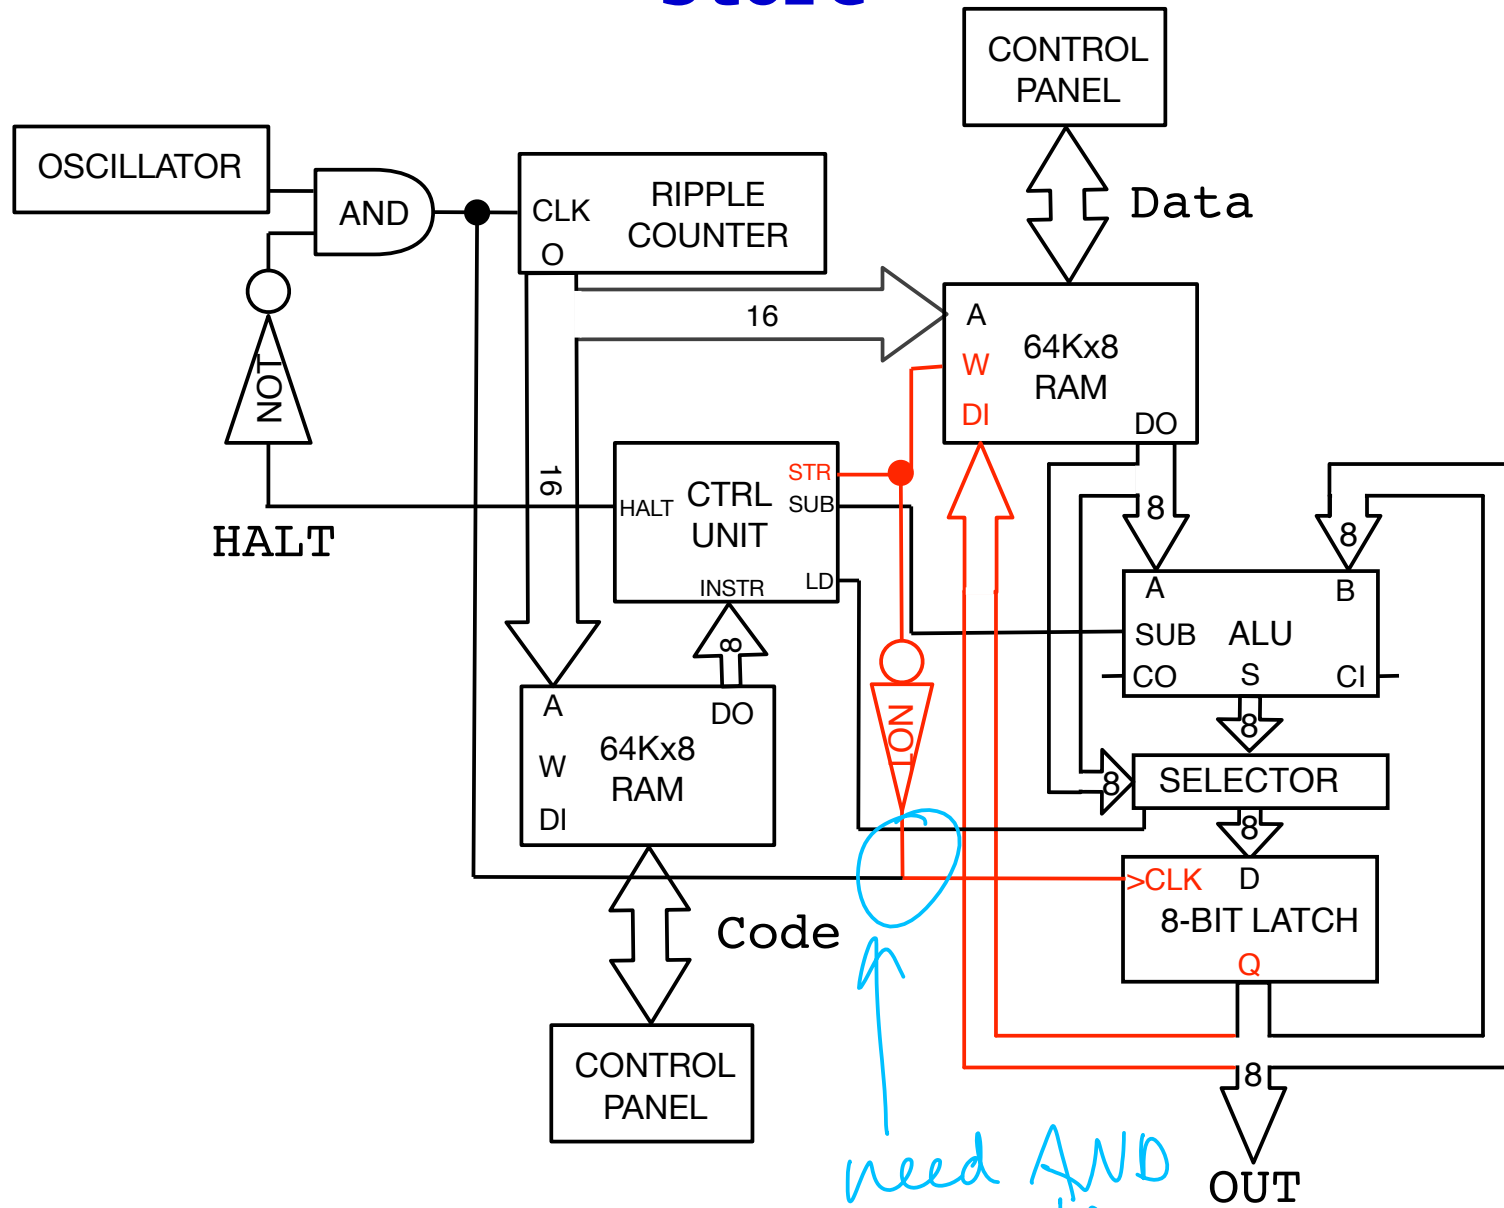 CONTROL
PANEL
OSCILLATOR
AND
CLK
RIPPLE
COUNTER
O
Data
16
A
W
DI
64Kx8
RAM
DO
NOT
16
HALT
HALT
CTRL
UNIT
STR
SUB
LD
INSTR
8
8
8
A
B
SUB
ALU
CO
S
CI
8
NOT
A
DO
W
64Kx8
RAM
DI
8
SELECTOR
8
>CLK
D
8-BIT LATCH
Q
Code
CONTROL
PANEL
8
need AND
OUT